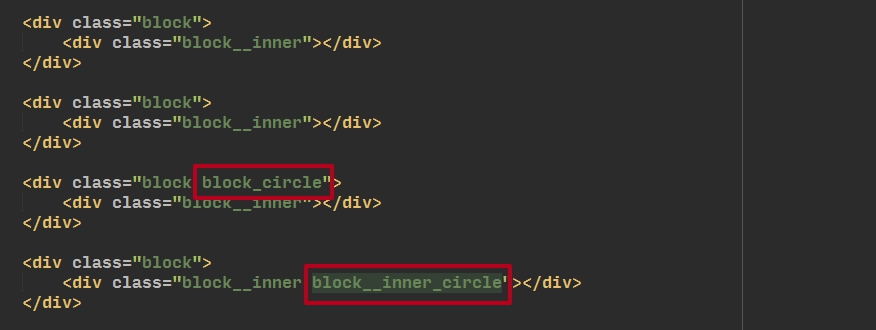 <div class="block">
    <div class="block__inner"></div>
</div>
<div class="block">
    <div class="block__inner"></div>
</div>
<div class="block block_circle">
    <div class="block__inner"></div>
</div>
<div class="block">
    <div class="block__inner block__inner_circle"></div>
</div>